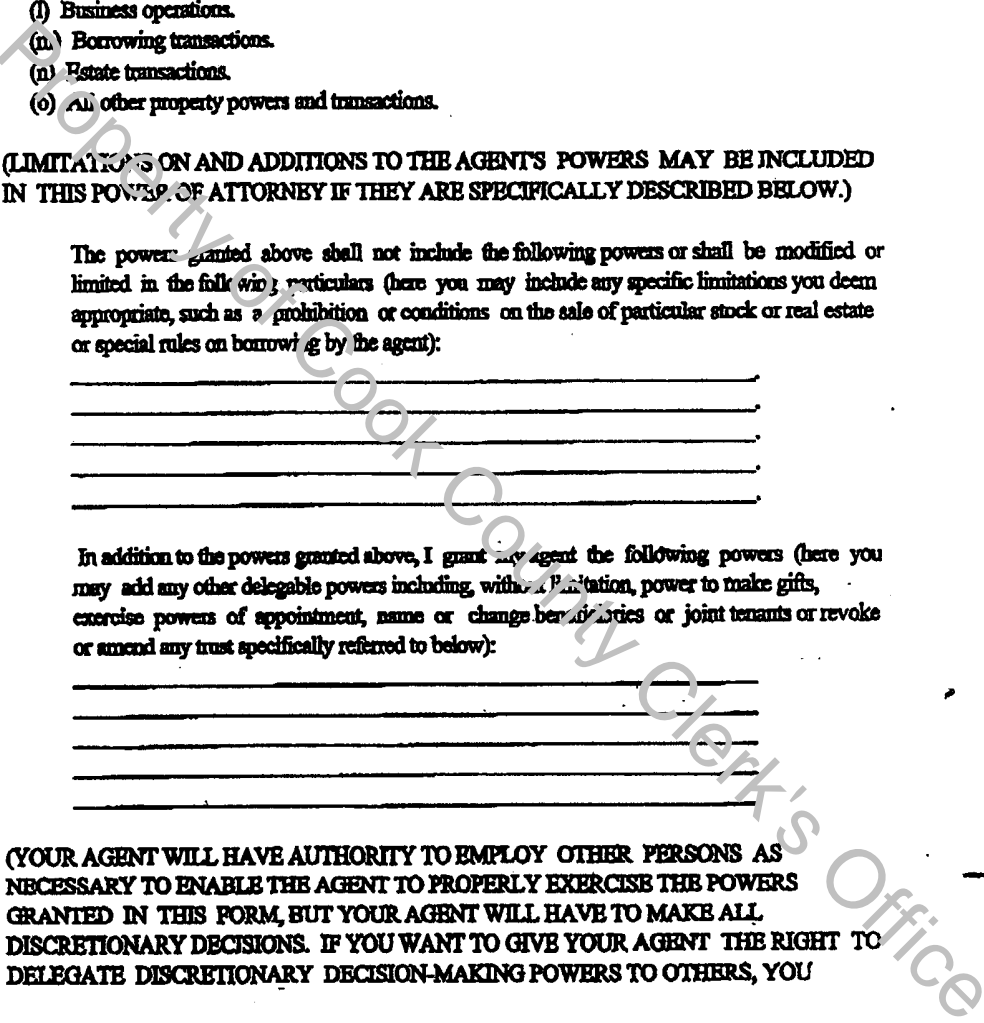 (l) Business operations.
(m) Borrowing transactions.
(n) Estate transactions.
(o) All other property powers and transactions.
(LIMITATIONS ON AND ADDITIONS TO THE AGENT'S POWERS MAY BE INCLUDED
IN THIS POWER OF ATTORNEY IF THEY ARE SPECIFICALLY DESCRIBED BELOW.)
The powers granted above shall not include the following powers or shall be modified or
limited in the following particulars (here you may include any specific limitations you deem
appropriate, such as a prohibition or conditions on the sale of particular stock or real estate
or special rules on borrowing by the agent):
In addition to the powers granted above, I grant my agent the following powers (here you
may add any other delegable powers including, without limitation, power to make gifts,
exercise powers of appointment, name or change beneficiaries or joint tenants or revoke
or amend any trust specifically referred to below):
(YOUR AGENT WILL HAVE AUTHORITY TO EMPLOY OTHER PERSONS AS
NECESSARY TO ENABLE THE AGENT TO PROPERLY EXERCISE THE POWERS
GRANTED IN THIS FORM, BUT YOUR AGENT WILL HAVE TO MAKE ALL
DISCRETIONARY DECISIONS. IF YOU WANT TO GIVE YOUR AGENT THE RIGHT TO
DELEGATE DISCRETIONARY DECISION-MAKING POWERS TO OTHERS, YOU
Property of Cook County Clerk's Office